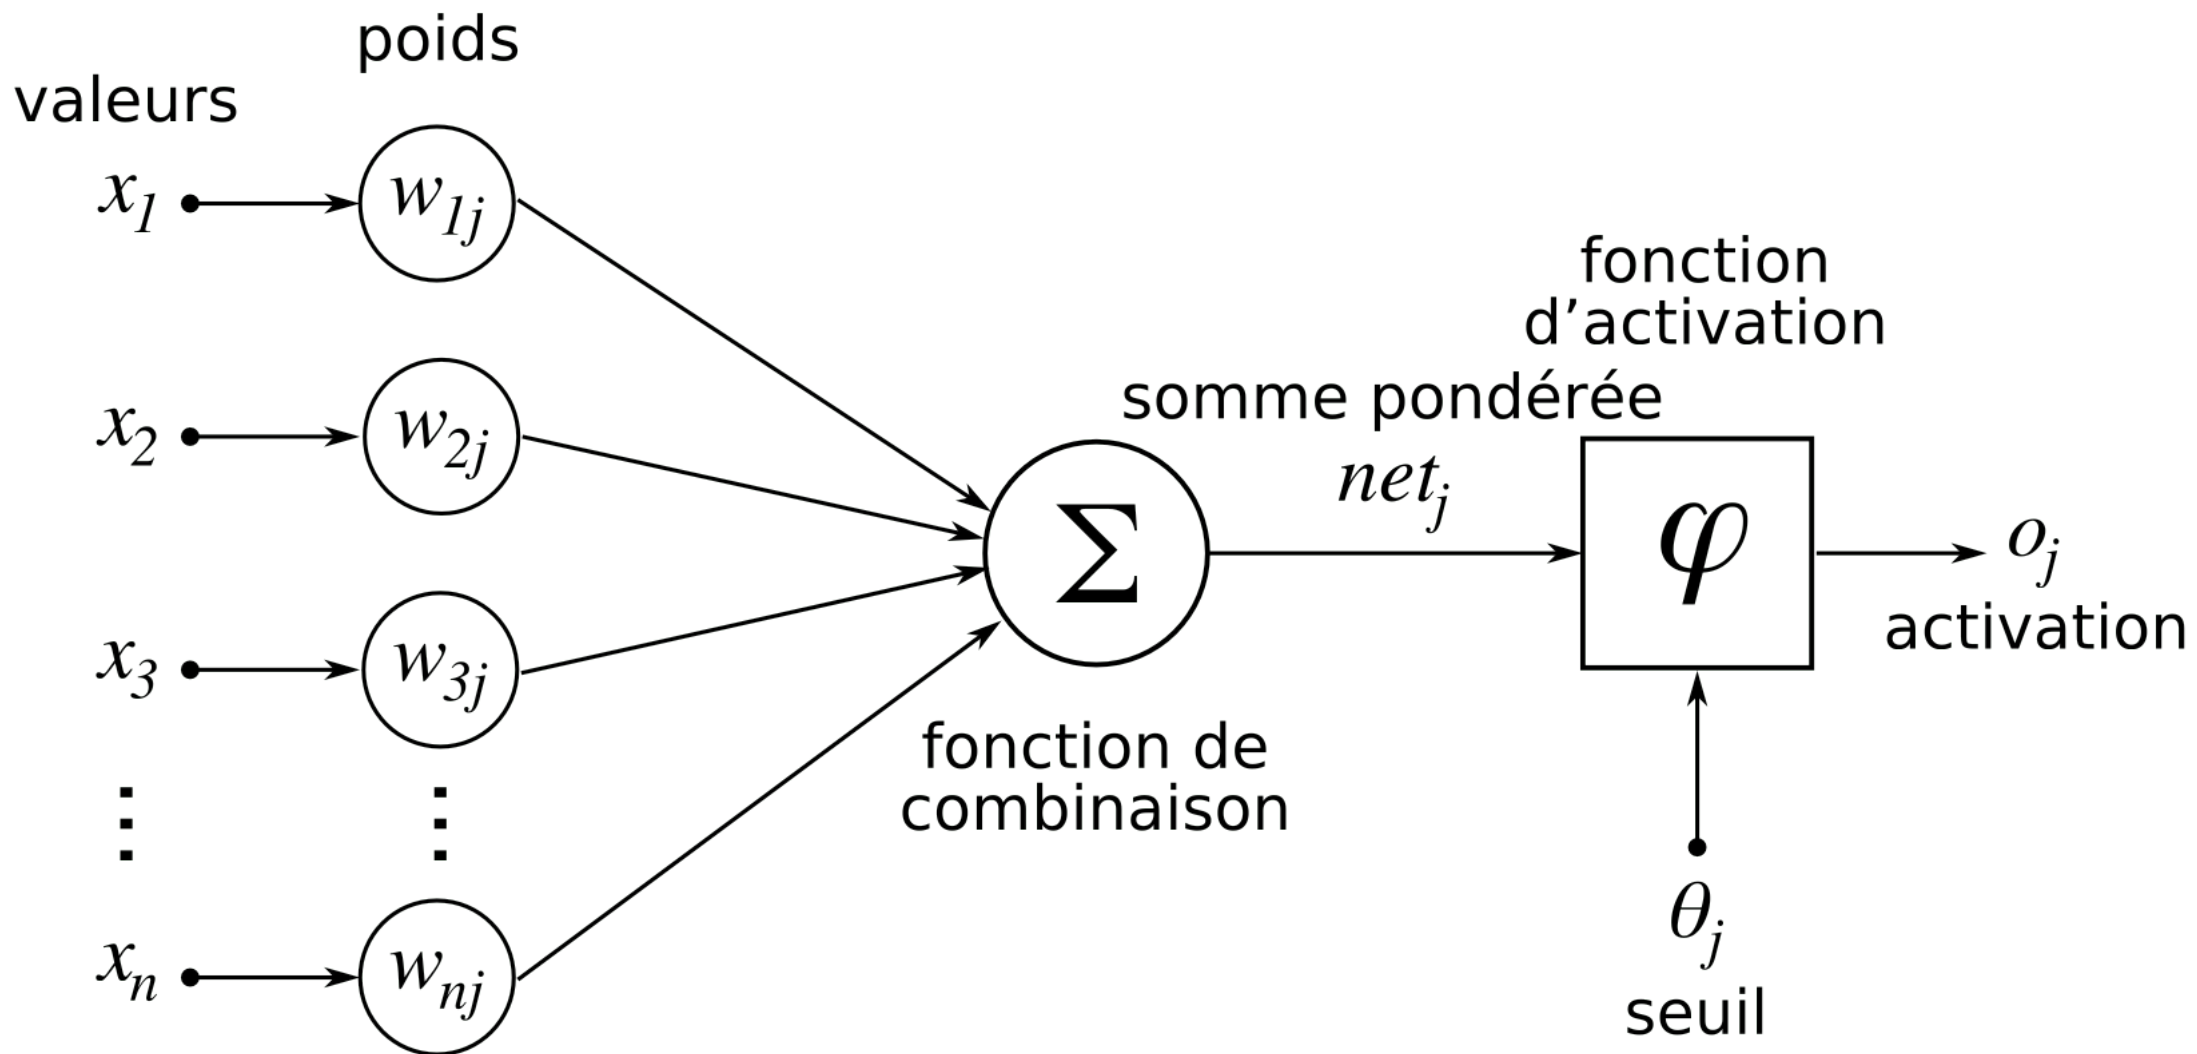 poids
valeurs
x1
w1j
x2
w2j
x3
w3j
⋮
⋮
xn
wnj
Σ
fonction de
combinaison
somme pondérée
netj
fonction
d’activation
φ
θj
seuil
oj
activation